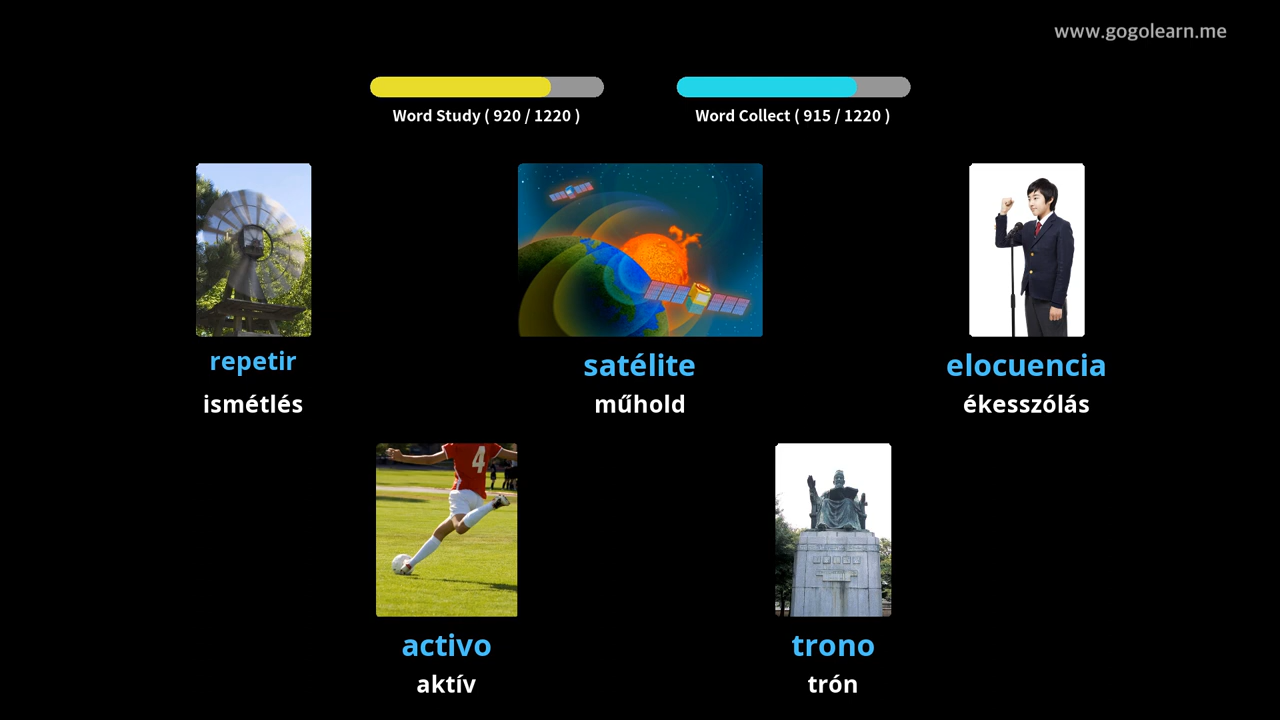 www.gogolearn.me
Word Study ( 920 / 1220 )
Word Collect ( 915 / 1220 )
repetir
ismétlés
satélite
műhold
elocuencia
ékesszólás
4
activo
aktív
trono
trón